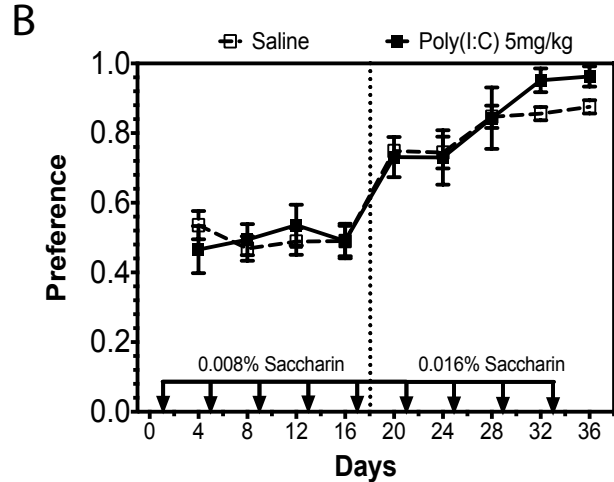 B
Saline Poly(I:C) 5mg/kg
Preference
1.0
0.8
0.6
0.4
0.2
0.0
0.008% Saccharin 0.016% Saccharin
0 4 8 12 16 20 24 28 32 36
Days